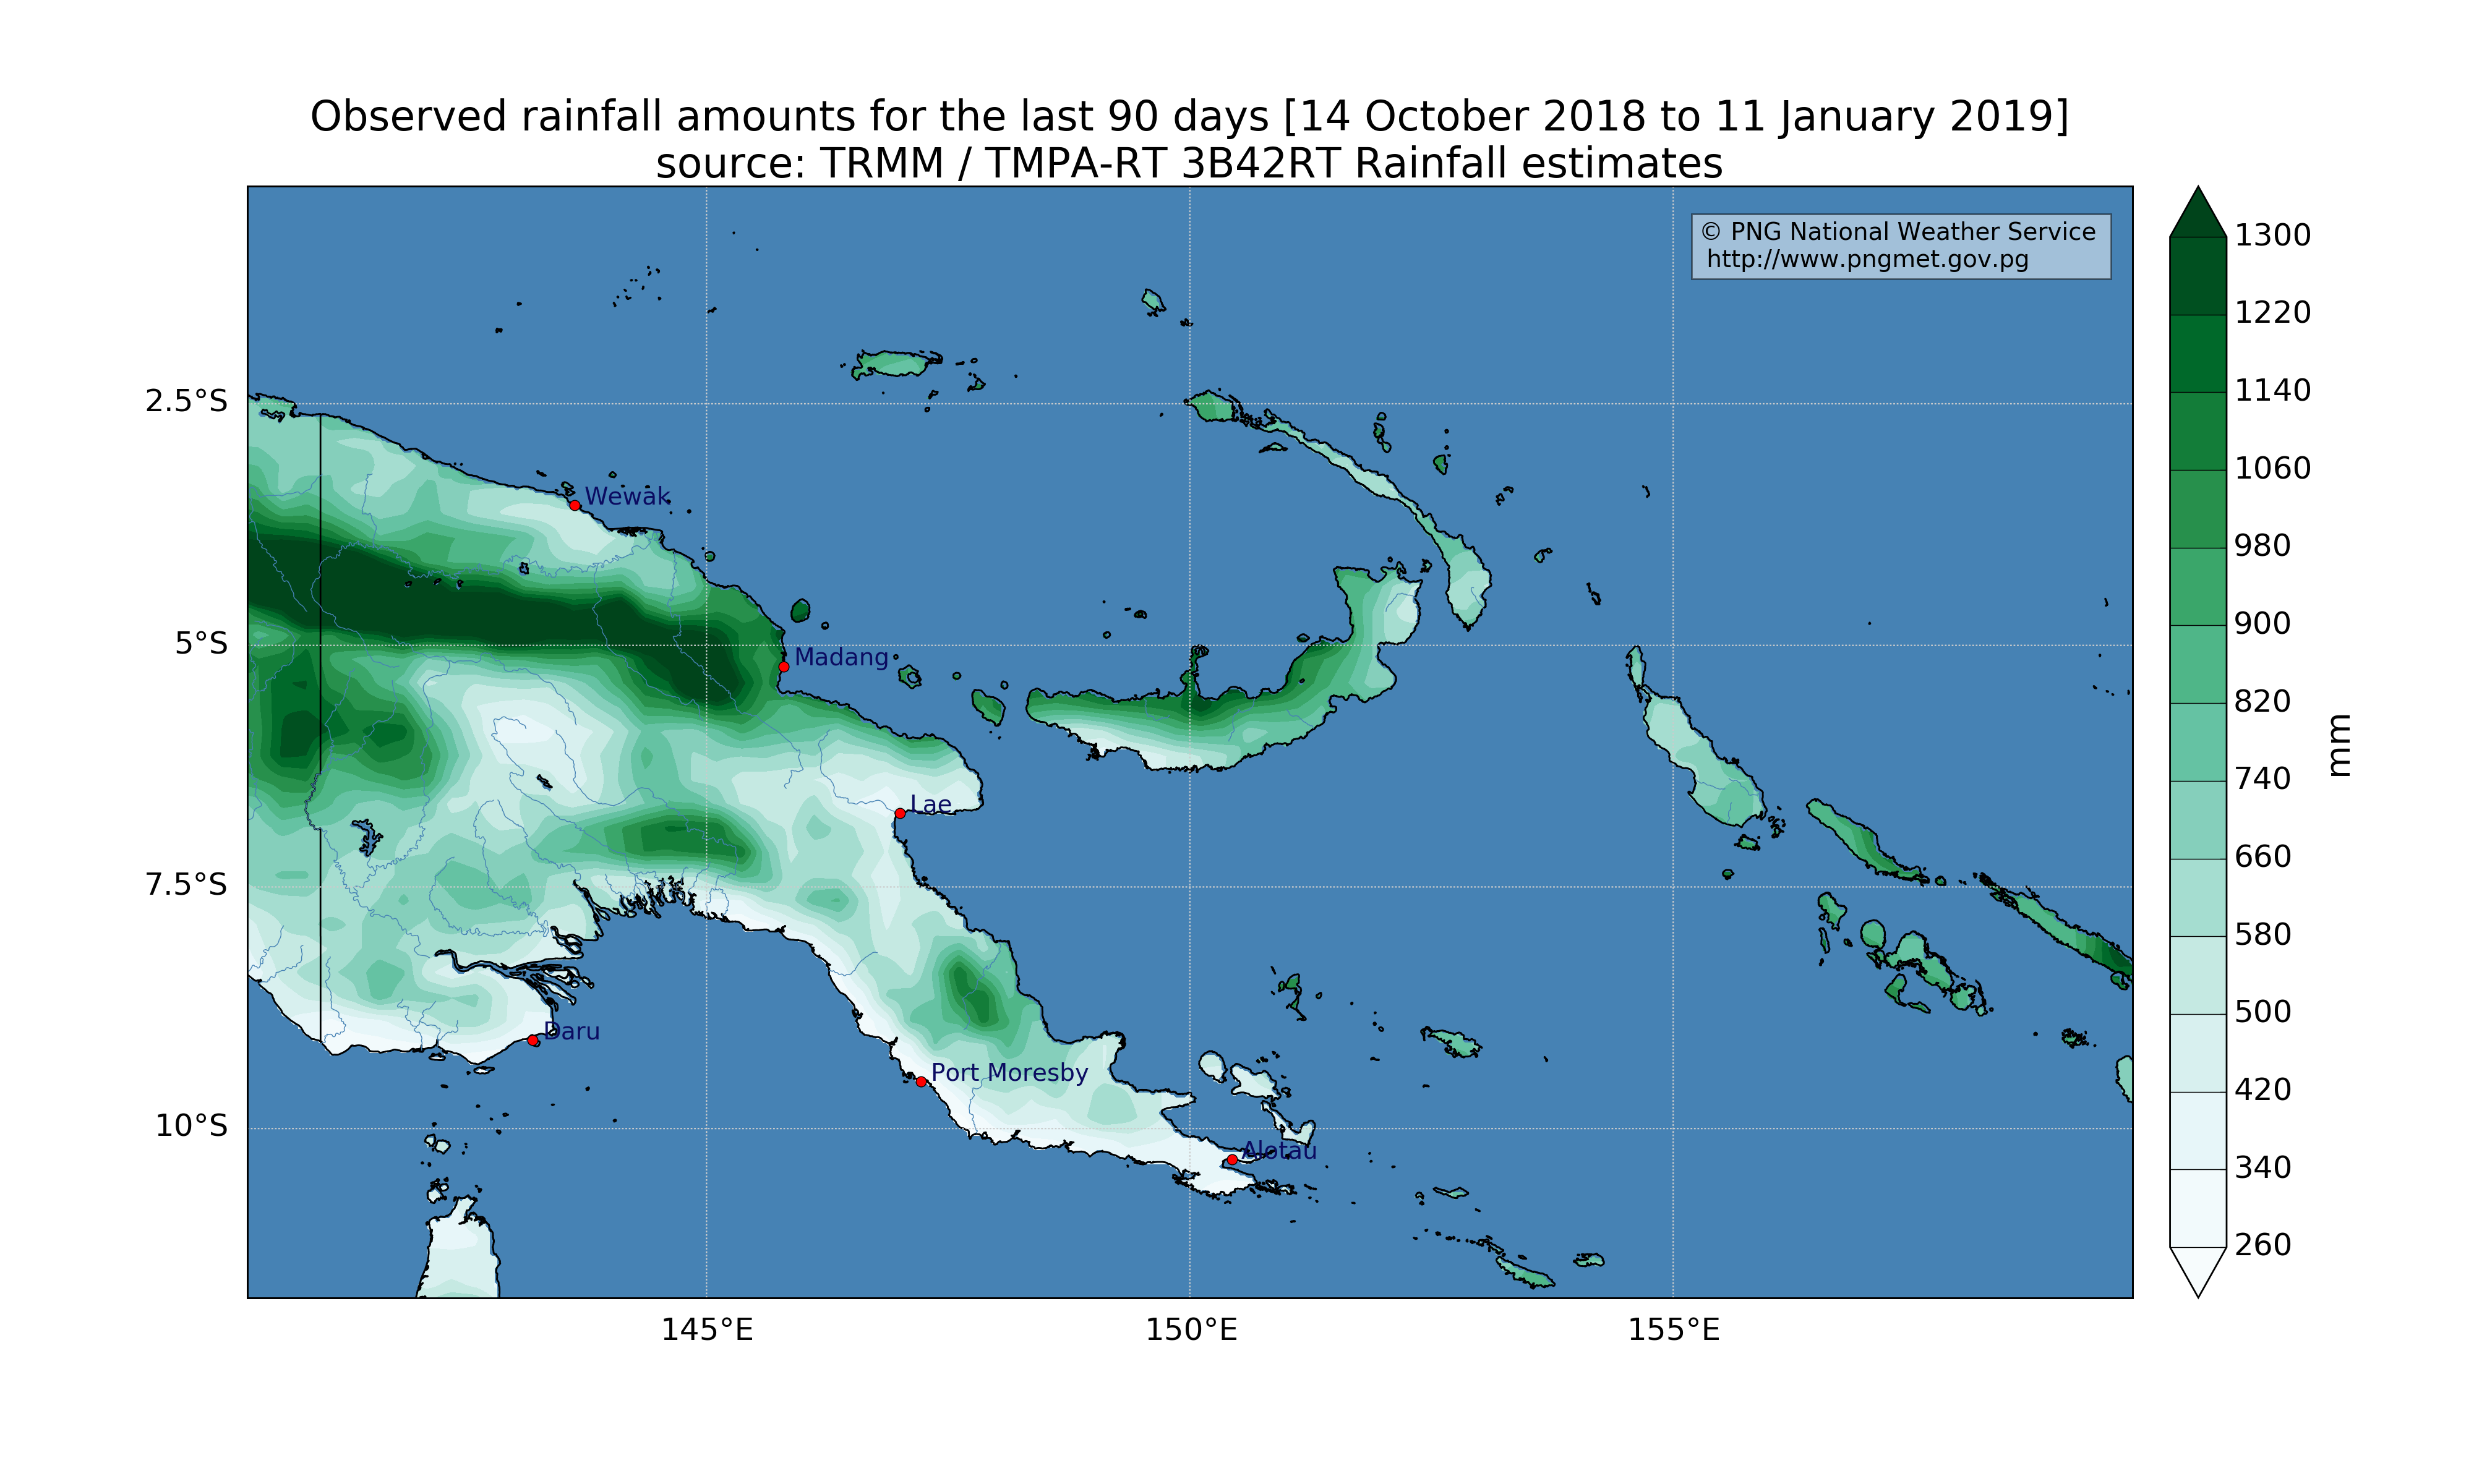 Observed rainfall amounts for the last 90 days [14 October 2018 to 11 January 2019]
source: TRMM / TMPA-RT 3B42RT Rainfall estimates
© PNG National Weather Service
http://www.pngmet.gov.pg
2.5°S
5°S
7.5°S
10°S
Wewak
Madang
Lae
Daru
Port Moresby
Alotau
145°E
150°E
155°E
1300
1220
1140
1060
980
900
820
740
660
580
500
420
340
260
mm